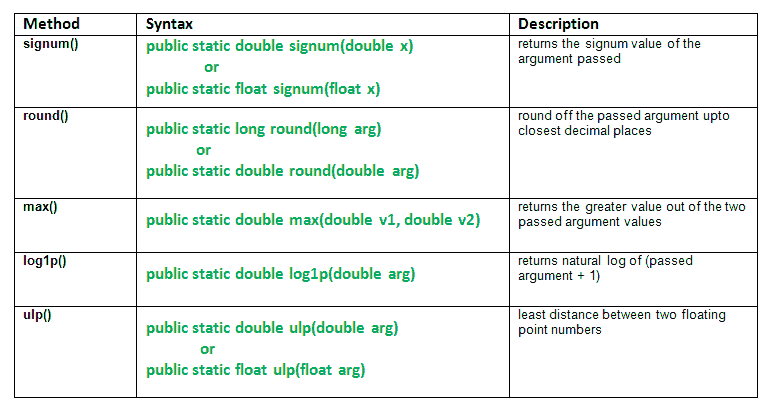 Method Syntax Description
signum() public static double signum(double x) returns the signum value of the
or argument passed
public static float signum(float x)
round() public static long round(long arg) round off the passed argument upto
or closest decimal places
public static double round(double arg)
max() public static double max(double v1, double v2) returns the greater value out of the two
passed argument values
log1p() public static double log1p(double arg) returns natural log of (passed
argument + 1)
ulp() public static double ulp(double arg) least distance between two floating
or point numbers
public static float ulp(float arg)